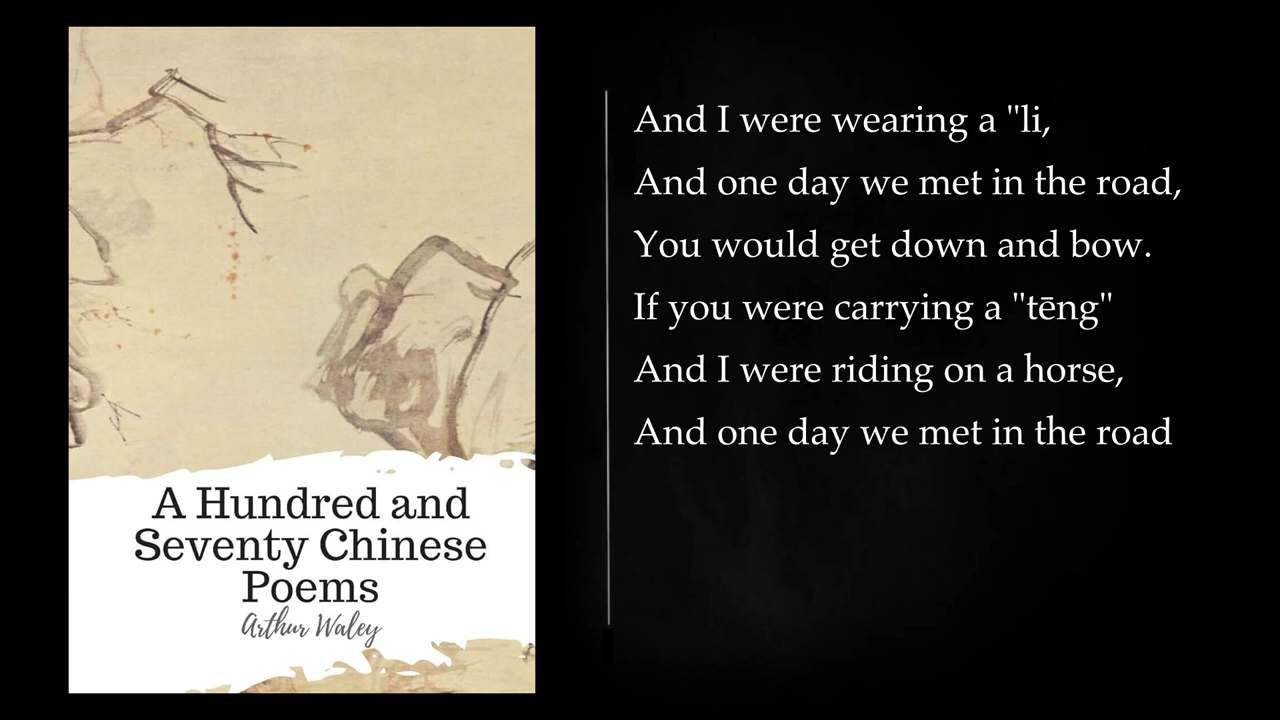 A Hundred and
Seventy Chinese
Poems
Arthur Waley
And I were wearing a "li,
And one day we met in the road,
You would get down and bow.
If you were carrying a "tēng"
And I were riding on a horse,
And one day we met in the road